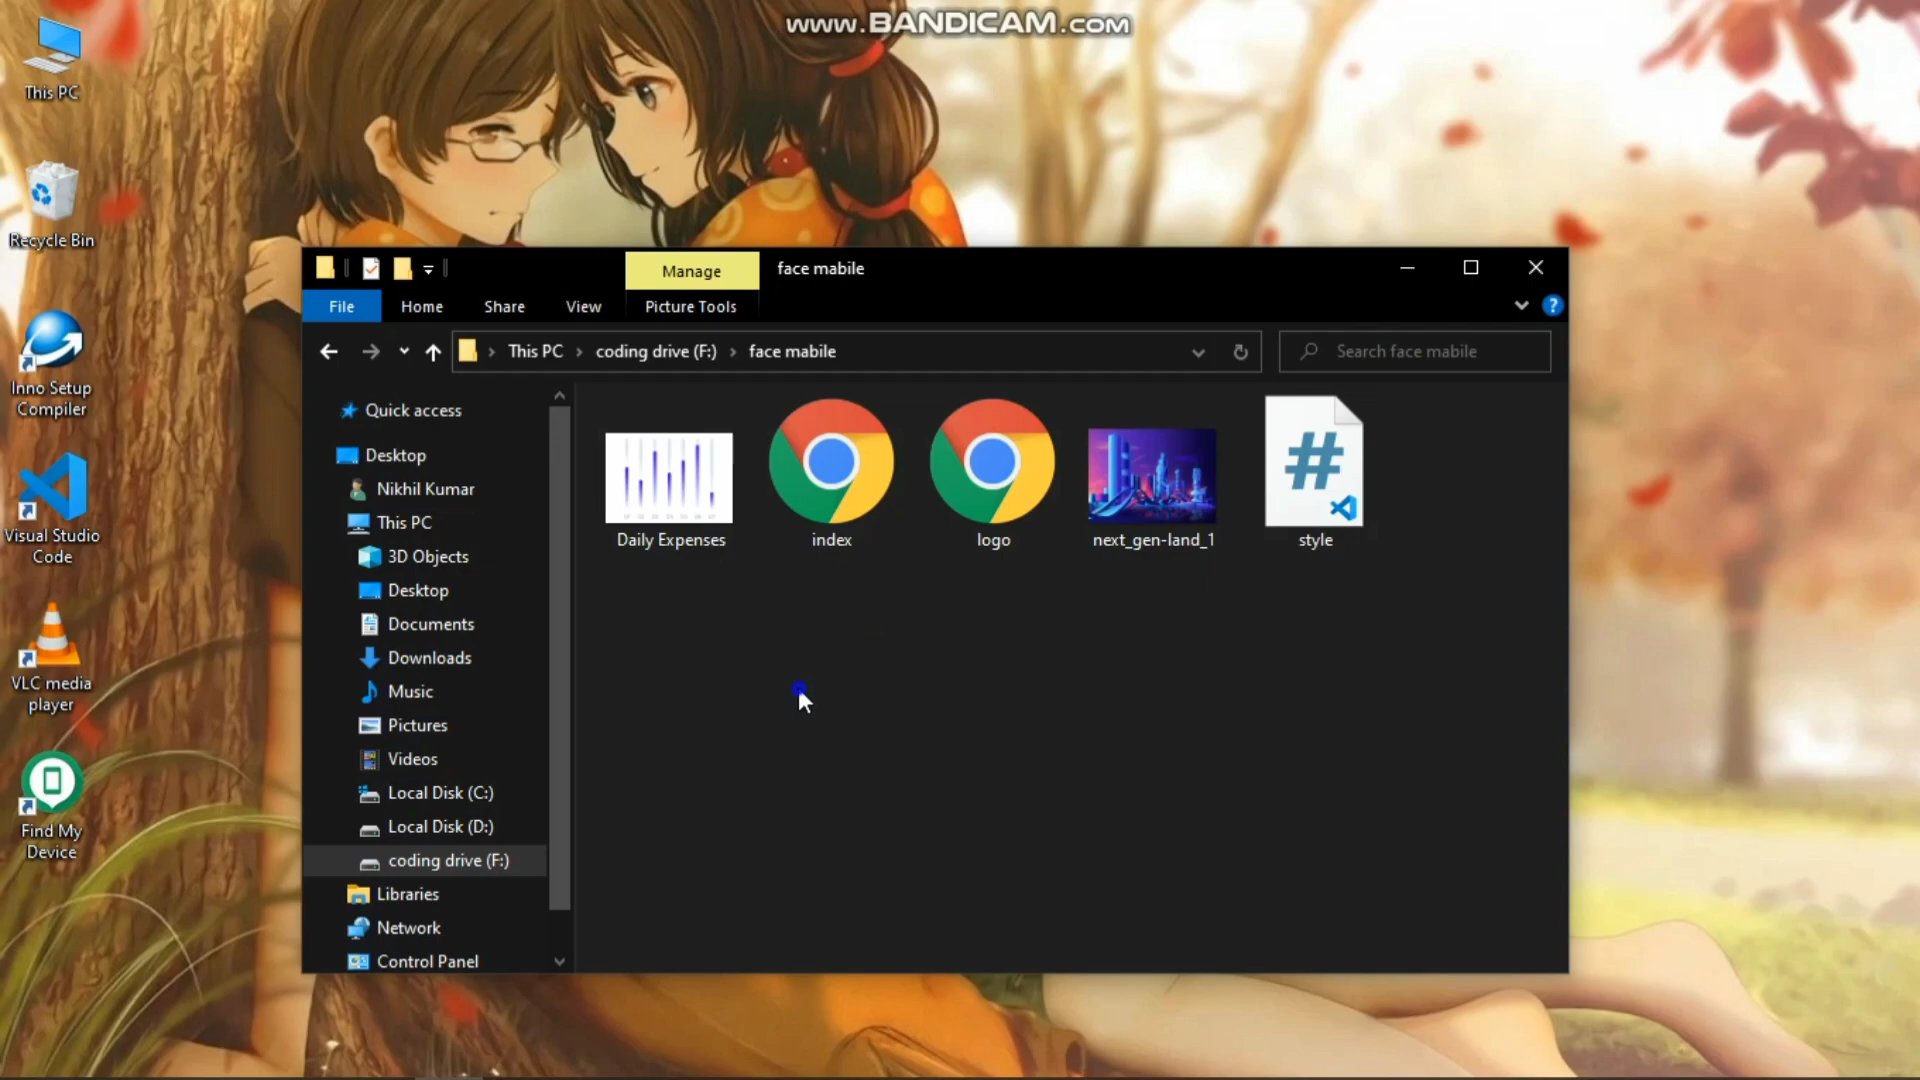 www.BANDICAM.com
This PC
Recycle Bin
Inno Setup
Compiler
Visual Studio
Code
VLC media
player
Find My
Device
Manage
face mabile
File
Home
Share
View
Picture Tools
?
This PC
coding drive (F:)
face mabile
Search face mabile
Quick access
Desktop
Nikhil Kumar
This PC
3D Objects
Desktop
Documents
Downloads
Music
Pictures
Videos
Local Disk (C:)
Local Disk (D:)
coding drive (F:)
Libraries
Network
Control Panel
Daily Expenses
index
logo
next_gen-land_1
#
style